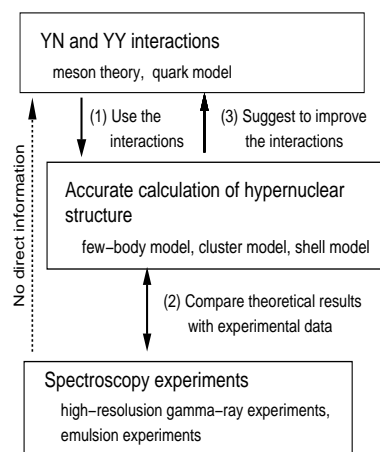 YN and YY interactions
meson theory, quark model
(1) Use the
interactions
(3) Suggest to improve
the interactions
Accurate calculation of hypernuclear
structure
few−body model, cluster model, shell model
No direct information
(2) Compare theoretical results
with experimental data
Spectroscopy experiments
high−resolusion gamma−ray experiments,
emulsion experiments